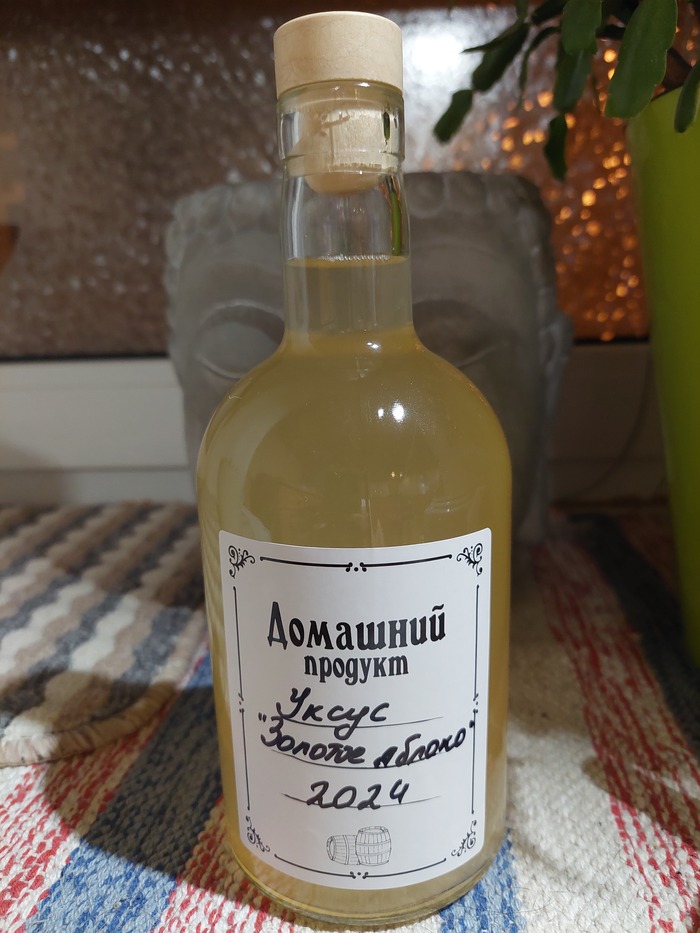 Домашний
продукт
Уксус
"Золотое яблоко"
2024